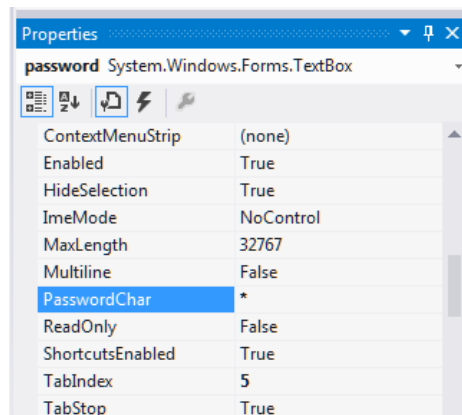 Properties
password System.Windows.Forms.TextBox
ContextMenuStrip (none)
Enabled True
HideSelection True
ImeMode NoControl
MaxLength 32767
Multiline False
PasswordChar *
ReadOnly False
ShortcutsEnabled True
TabIndex 5
TabStop True